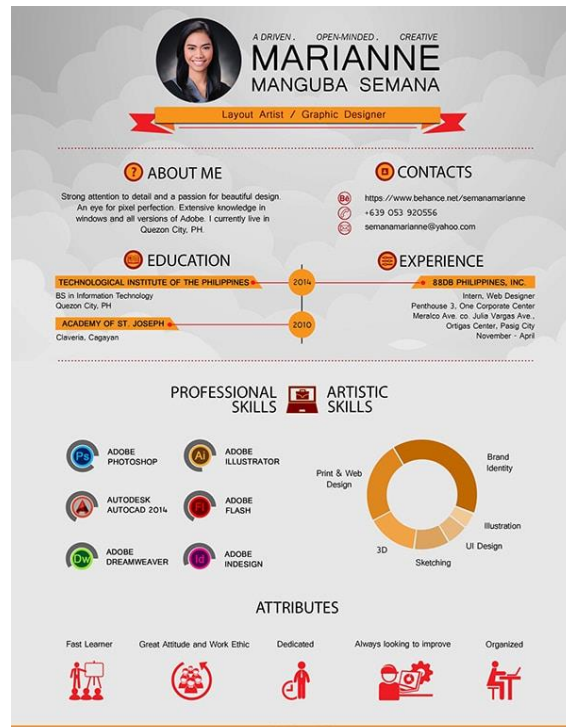 A DRIVEN . OPEN-MINDED . CREATIVE
MARIANNE
MANGUBA SEMANA
Layout Artist / Graphic Designer
? ABOUT ME
Strong attention to detail and a passion for beautiful design.
An eye for pixel perfection. Extensive knowledge in
windows and all versions of Adobe. I currently live in
Quezon City, PH.
CONTACTS
Bé https://www.behance.net/semanamarianne
+639 053 920556
semanamarianne@yahoo.com
EDUCATION
TECHNOLOGICAL INSTITUTE OF THE PHILIPPINES
2014
BS in Information Technology
Quezon City, PH
ACADEMY OF ST. JOSEPH
2010
Claveria, Cagayan
EXPERIENCE
88DB PHILIPPINES, INC.
Intern, Web Designer
Penthouse 3, One Corporate Center
Meralco Ave. co. Julia Vargas Ave.,
Ortigas Center, Pasig City
November - April
PROFESSIONAL
SKILLS
ARTISTIC
SKILLS
Ps
ADOBE
PHOTOSHOP
Ai
ADOBE
ILLUSTRATOR
AUTODESK
AUTOCAD 2014
Fl
ADOBE
FLASH
Dw
ADOBE
DREAMWEAVER
Id
ADOBE
INDESIGN
Brand
Identity
Print & Web
Design
Illustration
UI Design
3D
Sketching
ATTRIBUTES
Fast Learner
Great Attitude and Work Ethic
Dedicated
Always looking to improve
Organized